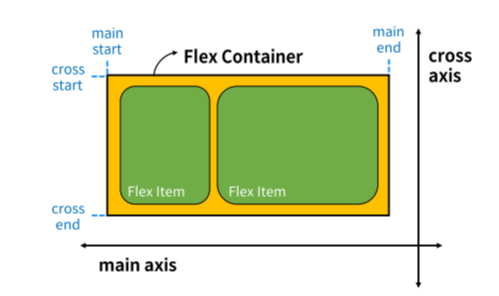 main
start
main
end
Flex Container
cross
axis
cross
start
Flex Item
Flex Item
cross
end
main axis